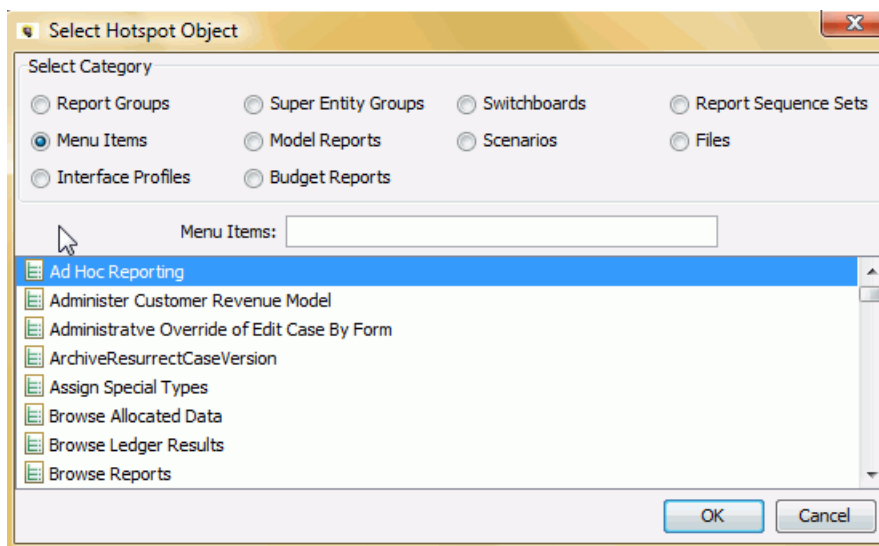 Select Hotspot Object
Select Category
Report Groups Super Entity Groups Switchboards Report Sequence Sets
Menu Items Model Reports Scenarios Files
Interface Profiles Budget Reports
Menu Items:
Ad Hoc Reporting
Administer Customer Revenue Model
Administratve Override of Edit Case By Form
ArchiveResurrectCaseVersion
Assign Special Types
Browse Allocated Data
Browse Ledger Results
Browse Reports
OK Cancel